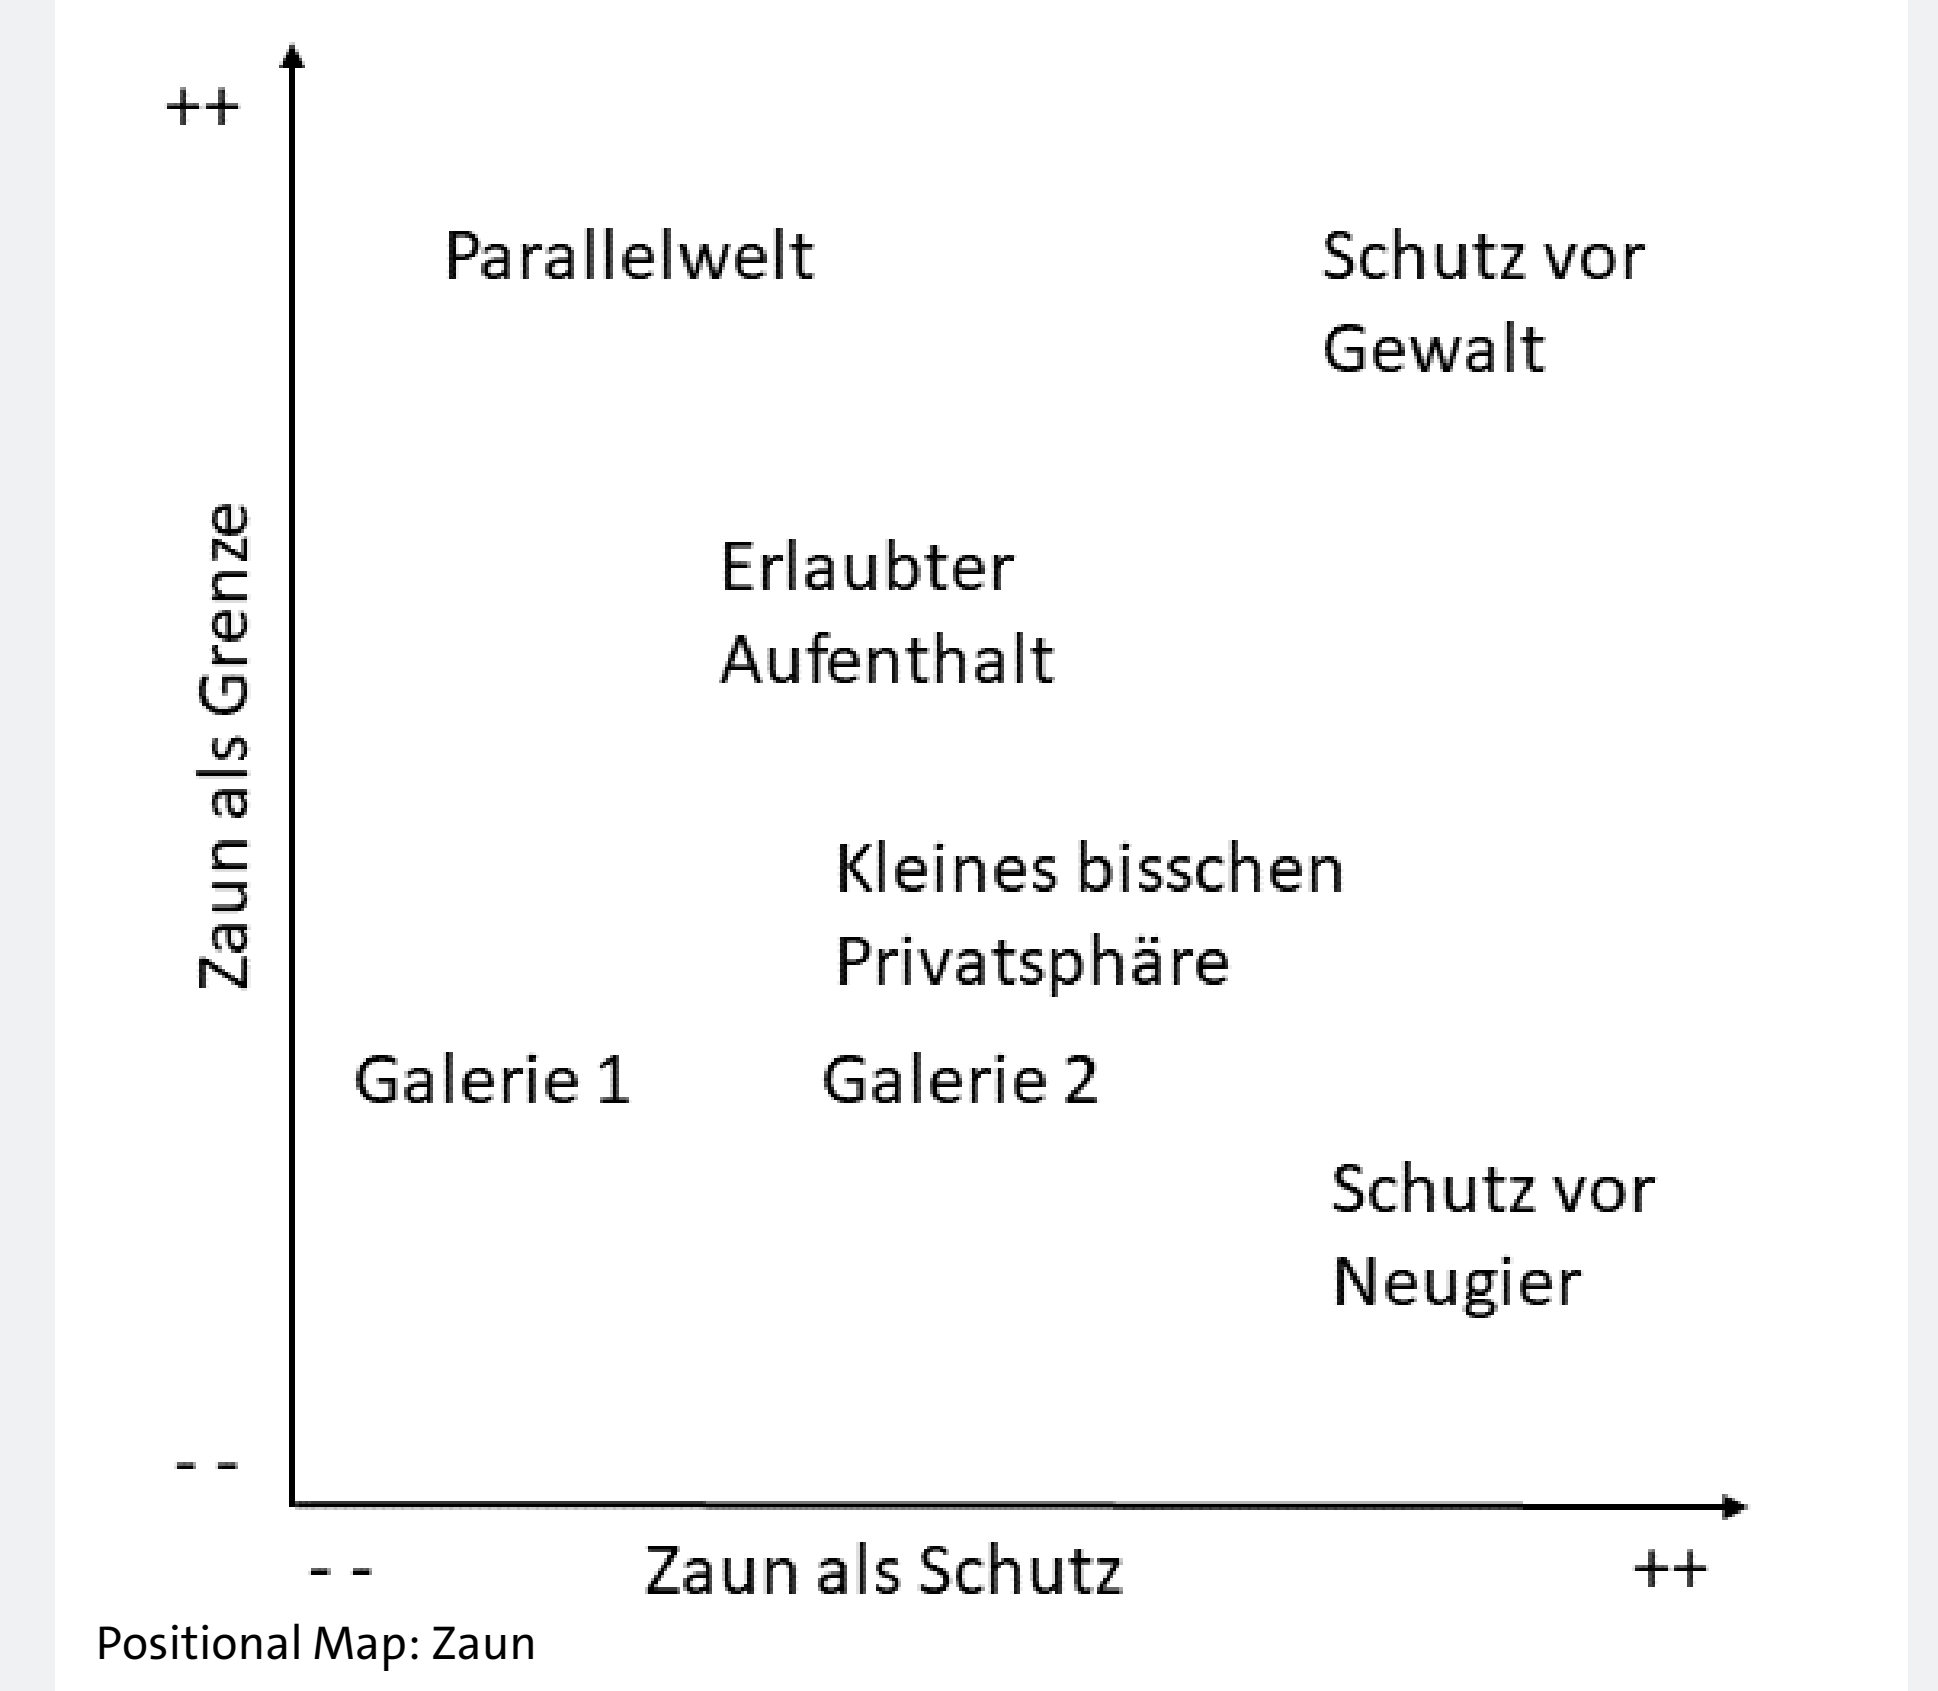 ++
Parallelwelt
Schutz vor
Gewalt
Zaun als Grenze
Erlaubter
Aufenthalt
Kleines bisschen
Privatsphäre
Galerie 1
Galerie 2
Schutz vor
Neugier
- -
- -
Zaun als Schutz
++
Positional Map: Zaun